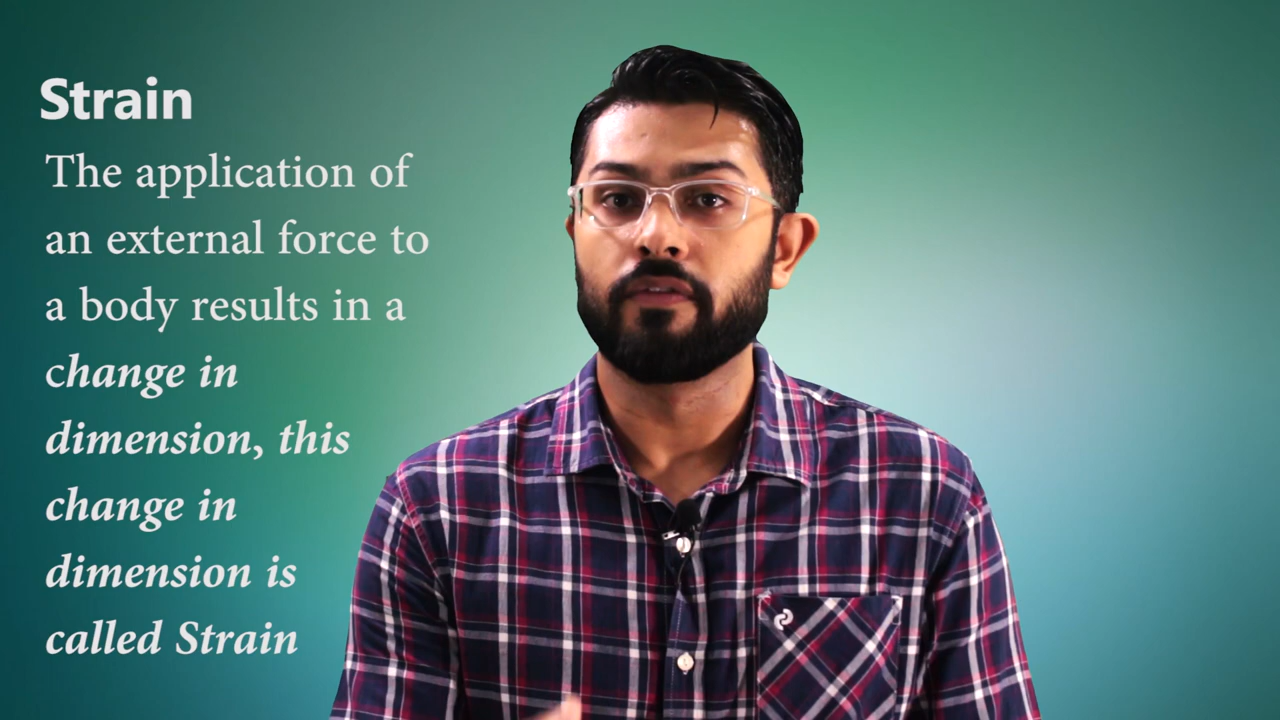 Strain
The application of
an external force to
a body results in a
change in
dimension, this
change in
dimension is
called Strain